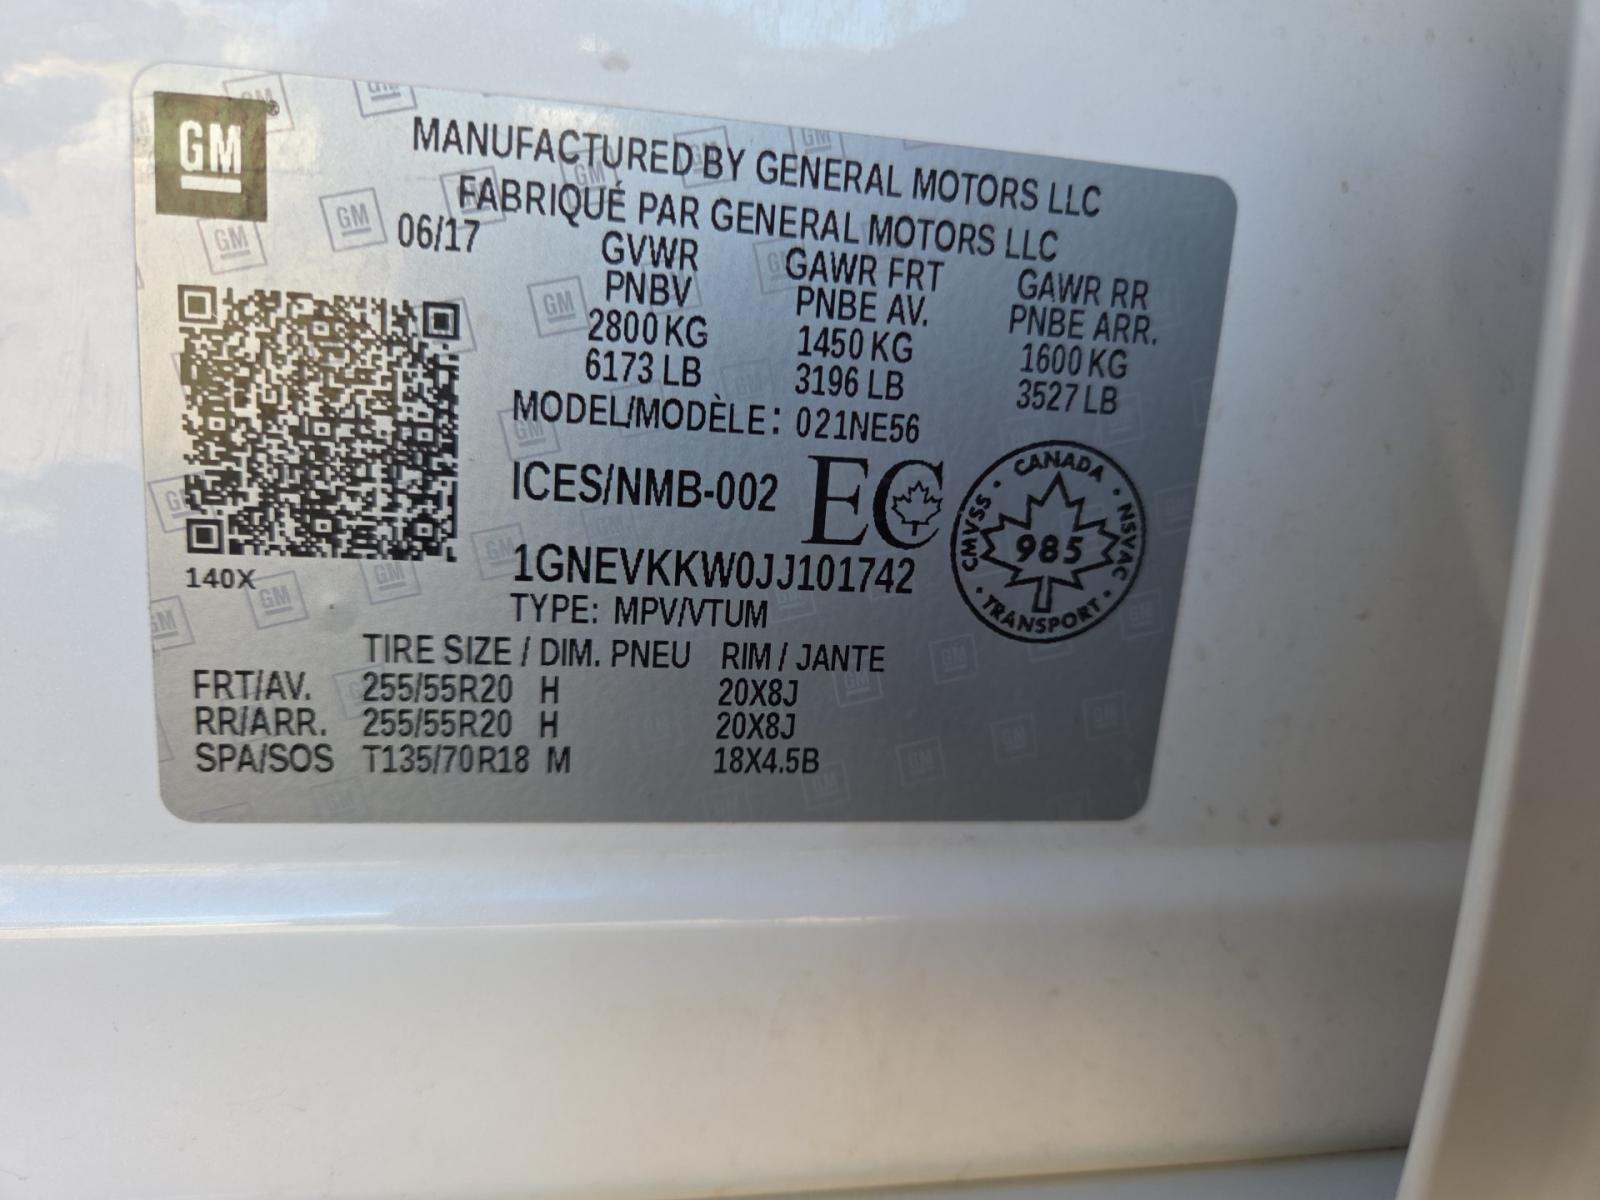 GM
MANUFACTURED BY GENERAL MOTORS LLC
FABRIQUÉ PAR GENERAL MOTORS LLC
06/17
GVWR GAWR FRT GAWR RR
PNBV PNBE AV. PNBE ARR.
2800 KG 1450 KG 1600 KG
6173 LB 3196 LB 3527 LB
MODEL/MODÈLE: 021NE56
ICES/NMB-002 EC
CANADA
CMVSS 985 NSVAC
TRANSPORT
1GNEVKKW0JJ101742
140X
TYPE: MPV/VTUM
TIRE SIZE / DIM. PNEU RIM / JANTE
FRT/AV. 255/55R20 H 20X8J
RR/ARR. 255/55R20 H 20X8J
SPA/SOS T135/70R18 M 18X4.5B